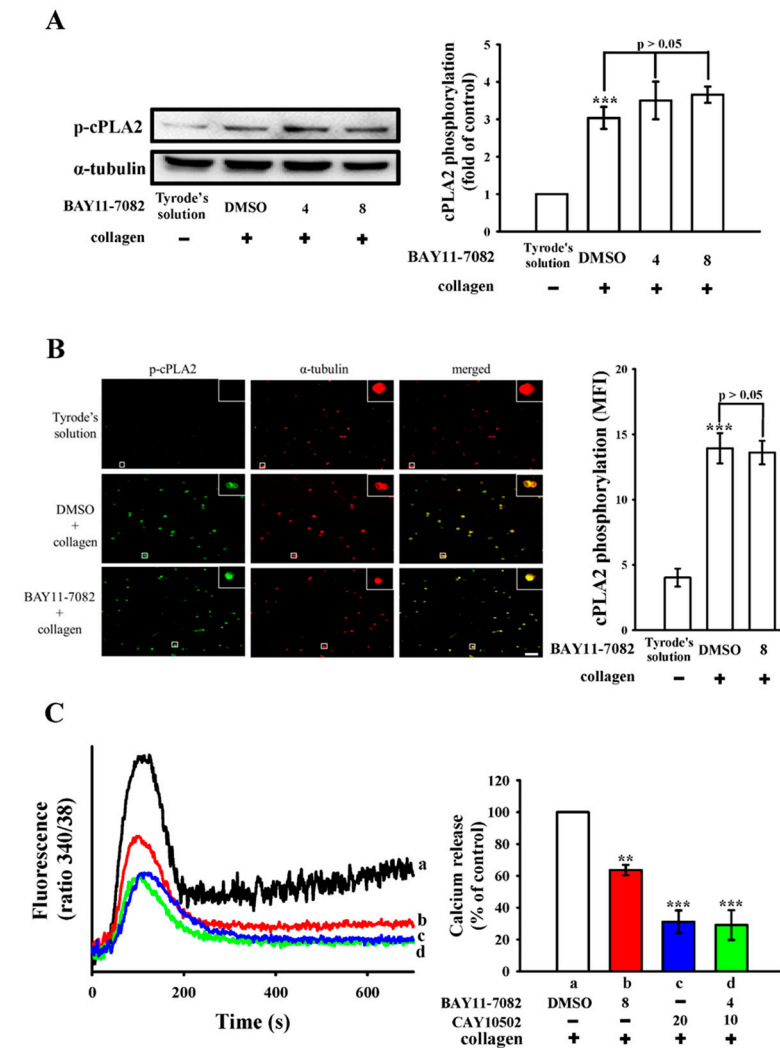 A
p-cPLA2
α-tubulin
BAY11-7082 Tyrode's solution DMSO 4 8
collagen − + + +
cPLA2 phosphorylation
(fold of control)
5
4
3
2
1
0
p > 0.05
***
BAY11-7082 Tyrode's solution DMSO 4 8
collagen − + + +
B
p-cPLA2 α-tubulin merged
Tyrode's
solution
DMSO
+
collagen
BAY11-7082
+
collagen
cPLA2 phosphorylation (MFI)
20
15
10
5
0
p > 0.05
***
BAY11-7082 Tyrode's solution DMSO 8
collagen − + +
C
Fluorescence
(ratio 340/38)
a
b
c
d
0 200 400 600
Time (s)
Calcium release
(% of control)
120
100
80
60
40
20
0
**
***
***
a b c d
BAY11-7082 DMSO 8 − 4
CAY10502 − − 20 10
collagen + + + +